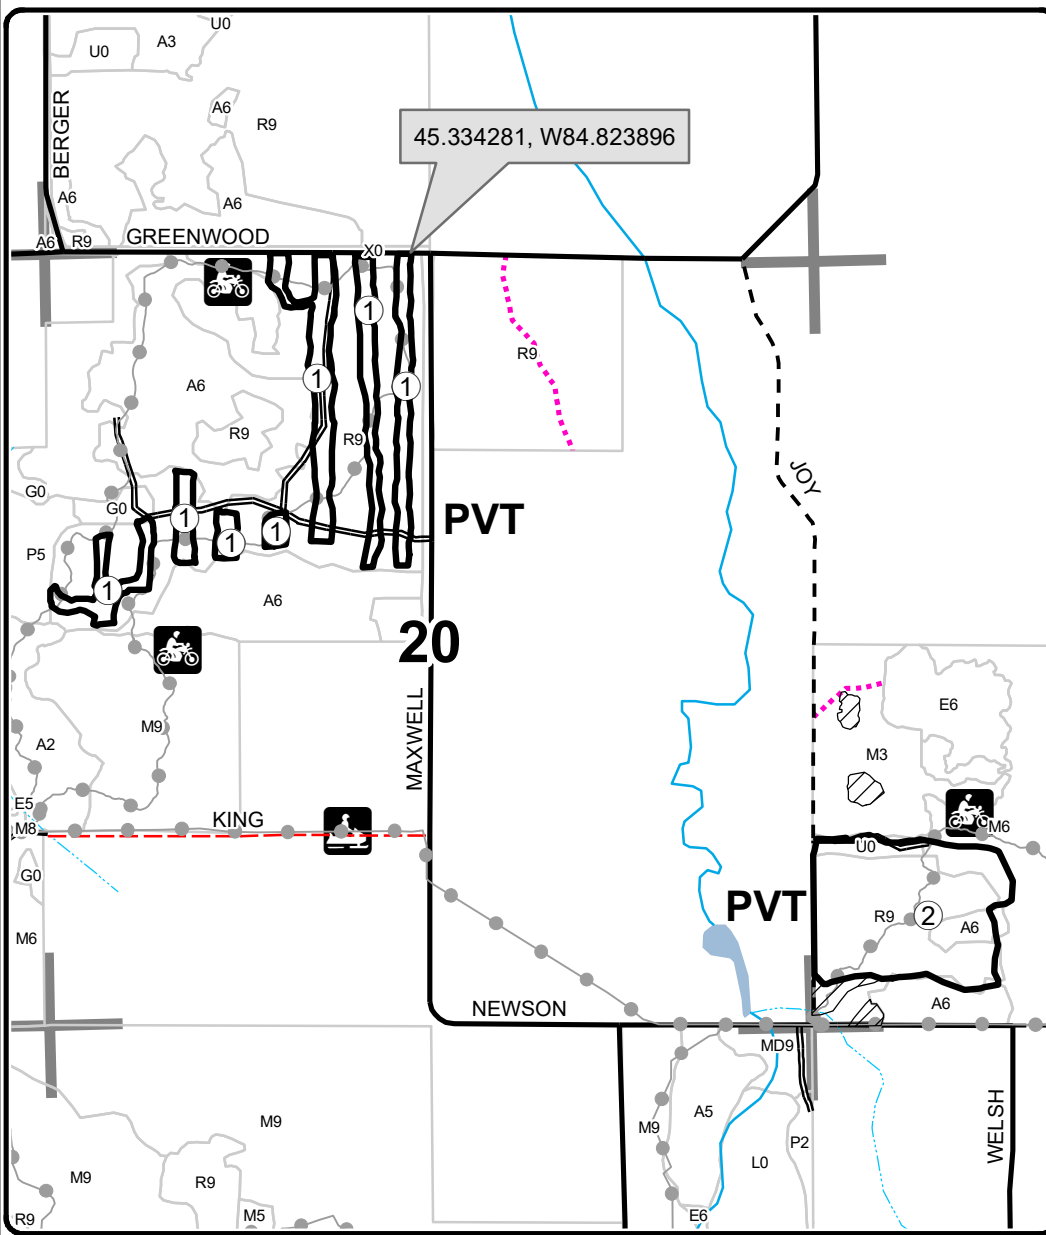 U0
A3
U0
BERGER
A6
R9
45.334281, W84.823896
A6
A6
A6
R9
GREENWOOD
X0
1
R9
1
1
A6
R9
R9
JOY
G0
G0
1
PVT
1
1
P5
1
A6
20
MAXWELL
E6
M9
A2
M3
E5
M8
KING
M6
U0
G0
PVT
R9
2
A6
M6
NEWSON
A6
MD9
M9
A5
M9
P2
WELSH
L0
M9
R9
R9
M5
E6